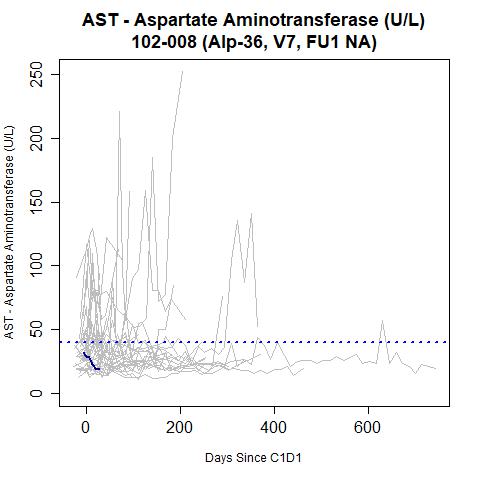 AST - Aspartate Aminotransferase (U/L)
102-008 (Alp-36, V7, FU1 NA)
AST - Aspartate Aminotransferase (U/L)
250
200
150
100
50
0
0 200 400 600
Days Since C1D1